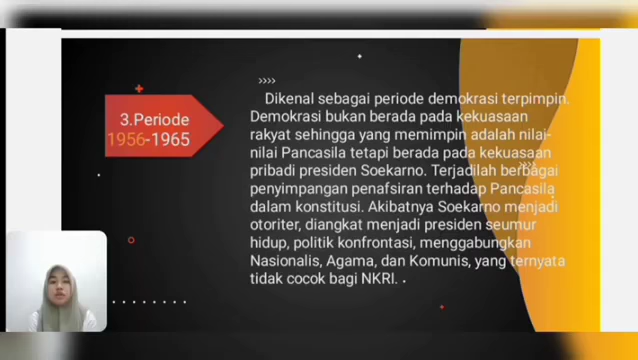 3.Periode
1956-1965
Dikenal sebagai periode demokrasi terpimpin.
Demokrasi bukan berada pada kekuasaan
rakyat sehingga yang memimpin adalah nilai-
nilai Pancasila tetapi berada pada kekuasaan
pribadi presiden Soekarno. Terjadilah berbagai
penyimpangan penafsiran terhadap Pancasila
dalam konstitusi. Akibatnya Soekarno menjadi
otoriter, diangkat menjadi presiden seumur
hidup, politik konfrontasi, menggabungkan
Nasionalis, Agama, dan Komunis, yang ternyata
tidak cocok bagi NKRI.